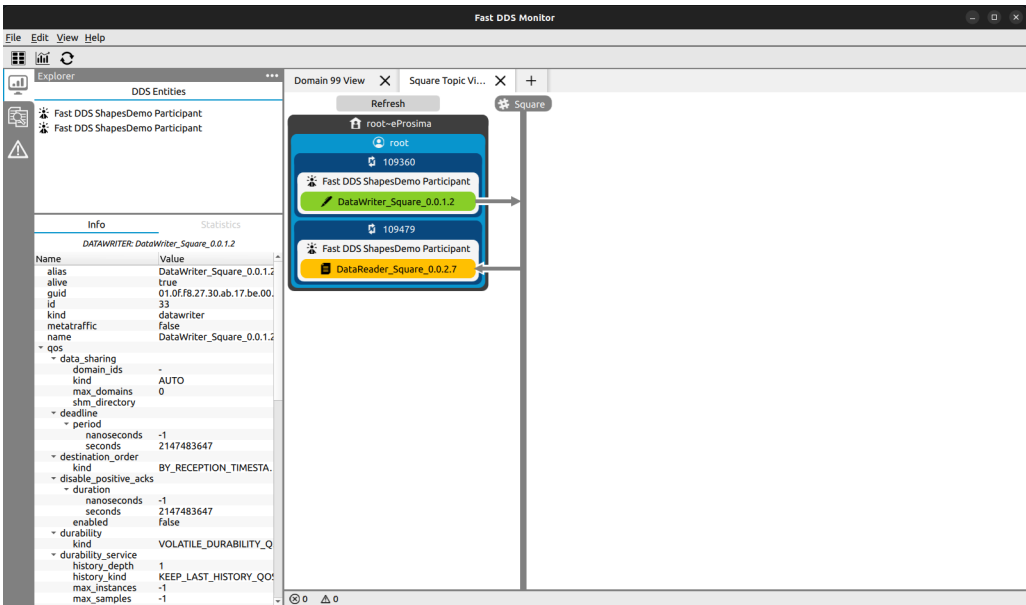 Fast DDS Monitor
File Edit View Help
Explorer
DDS Entities
Fast DDS ShapesDemo Participant
Fast DDS ShapesDemo Participant
Info Statistics
DATAWRITER: DataWriter_Square_0.0.1.2
Name Value
alias DataWriter_Square_0.0.1.2
alive true
guid 01.0f.f8.27.30.ab.17.be.00.
id 33
kind datawriter
metatraffic false
name DataWriter_Square_0.0.1.2
qos
data_sharing
domain_ids -
kind AUTO
max_domains 0
shm_directory
deadline
period
nanoseconds -1
seconds 2147483647
destination_order
kind BY_RECEPTION_TIMESTA.
disable_positive_acks
duration
nanoseconds -1
seconds 2147483647
enabled false
durability
kind VOLATILE_DURABILITY_Q
durability_service
history_depth 1
history_kind KEEP_LAST_HISTORY_QOS
max_instances -1
max_samples -1
Domain 99 View Square Topic Vi... +
Refresh
Square
root~eProsima
root
109360
Fast DDS ShapesDemo Participant
DataWriter_Square_0.0.1.2
109479
Fast DDS ShapesDemo Participant
DataReader_Square_0.0.2.7
0 0